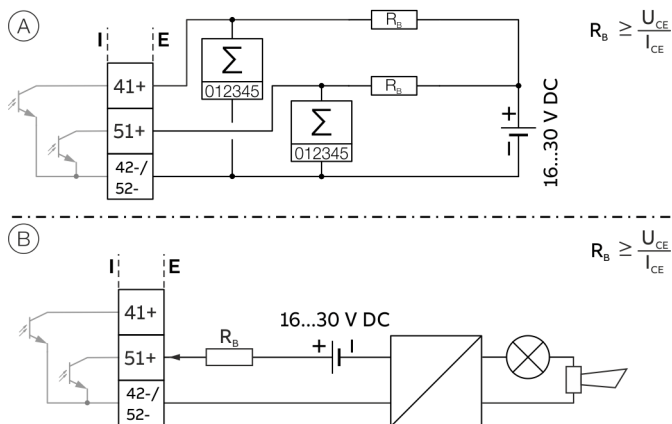 A
I E
41+
51+
42-/
52-
Σ
012345
Σ
012345
R_B
R_B
+
–
16...30 V DC
R_B ≥ U_CE
I_CE
B
I E
41+
51+
42-/
52-
R_B
16...30 V DC
+ –
R_B ≥ U_CE
I_CE